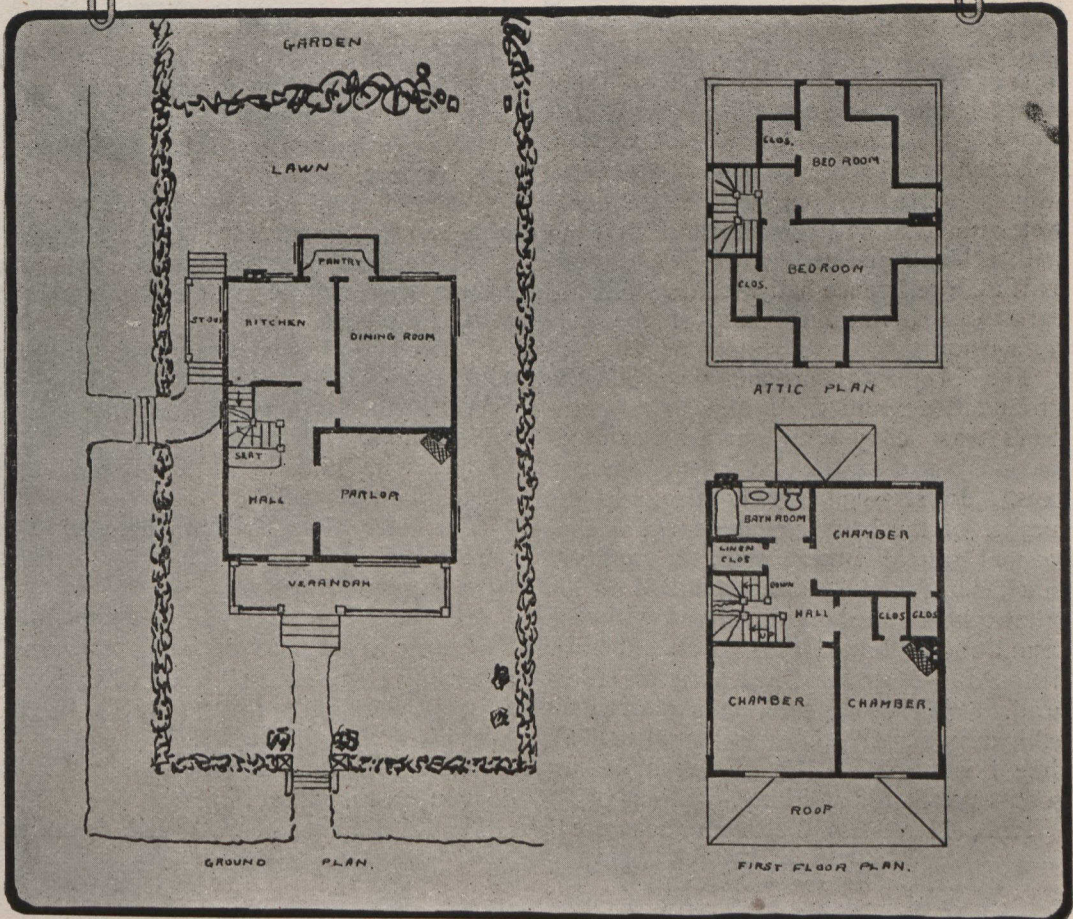 GARDEN
LAWN
PANTRY
KITCHEN
DINING ROOM
SEAT
HALL
PARLOR
VERANDAH
GROUND PLAN.
CLOS.
BED ROOM
BEDROOM
CLOS.
ATTIC PLAN
BATH ROOM
CHAMBER
LINEN
CLOS
DOWN
HALL
CLOS
CLOS
UP
CHAMBER
CHAMBER.
ROOF
FIRST FLOOR PLAN.